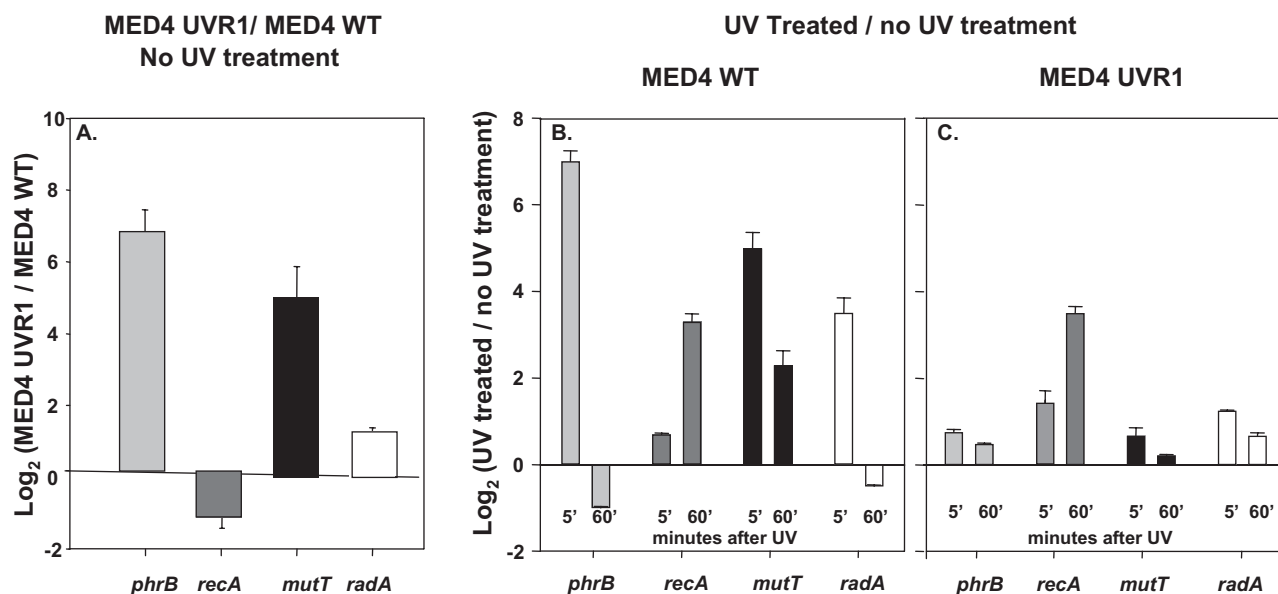 MED4 UVR1/ MED4 WT
No UV treatment
UV Treated / no UV treatment
MED4 WT
MED4 UVR1
A.
Log2 (MED4 UVR1 / MED4 WT)
10
8
6
4
2
0
-2
phrB recA mutT radA
B.
Log2 (UV treated / no UV treatment)
8
6
4
2
0
-2
5’ 60’ 5’ 60’ 5’ 60’ 5’ 60’
minutes after UV
phrB recA mutT radA
C.
5’ 60’ 5’ 60’ 5’ 60’ 5’ 60’
minutes after UV
phrB recA mutT radA